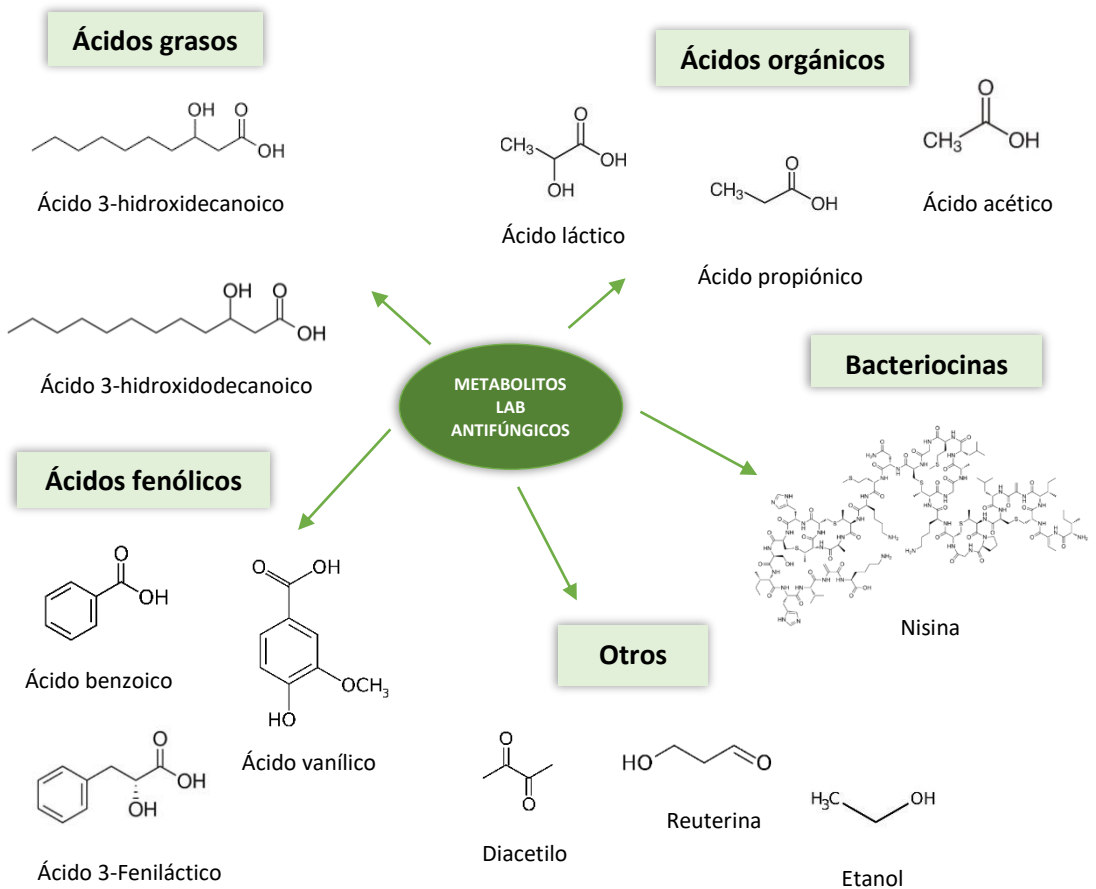 Ácidos grasos
OH
O
OH
Ácido 3-hidroxidecanoico
OH
O
OH
Ácido 3-hidroxidodecanoico
Ácidos orgánicos
O
CH3
OH
OH
Ácido láctico
O
CH3
OH
Ácido propiónico
O
CH3
OH
Ácido acético
METABOLITOS
LAB
ANTIFÚNGICOS
Bacteriocinas
Nisina
Ácidos fenólicos
O
OH
Ácido benzoico
O
OH
OCH3
HO
Ácido vanílico
O
OH
OH
Ácido 3-Feniláctico
Otros
O
O
Diacetilo
HO
O
Reuterina
H3C
OH
Etanol